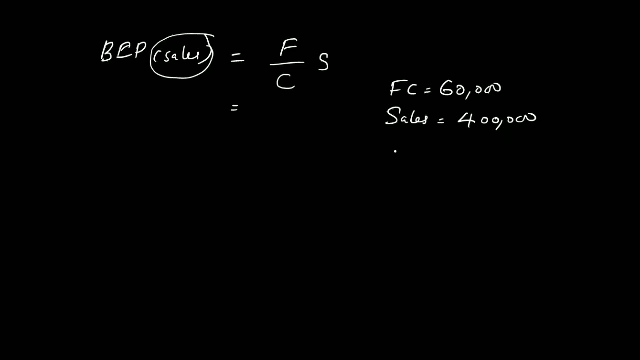 BEP (sales) = F / C S
=
FC = 60,000
Sales = 400,000